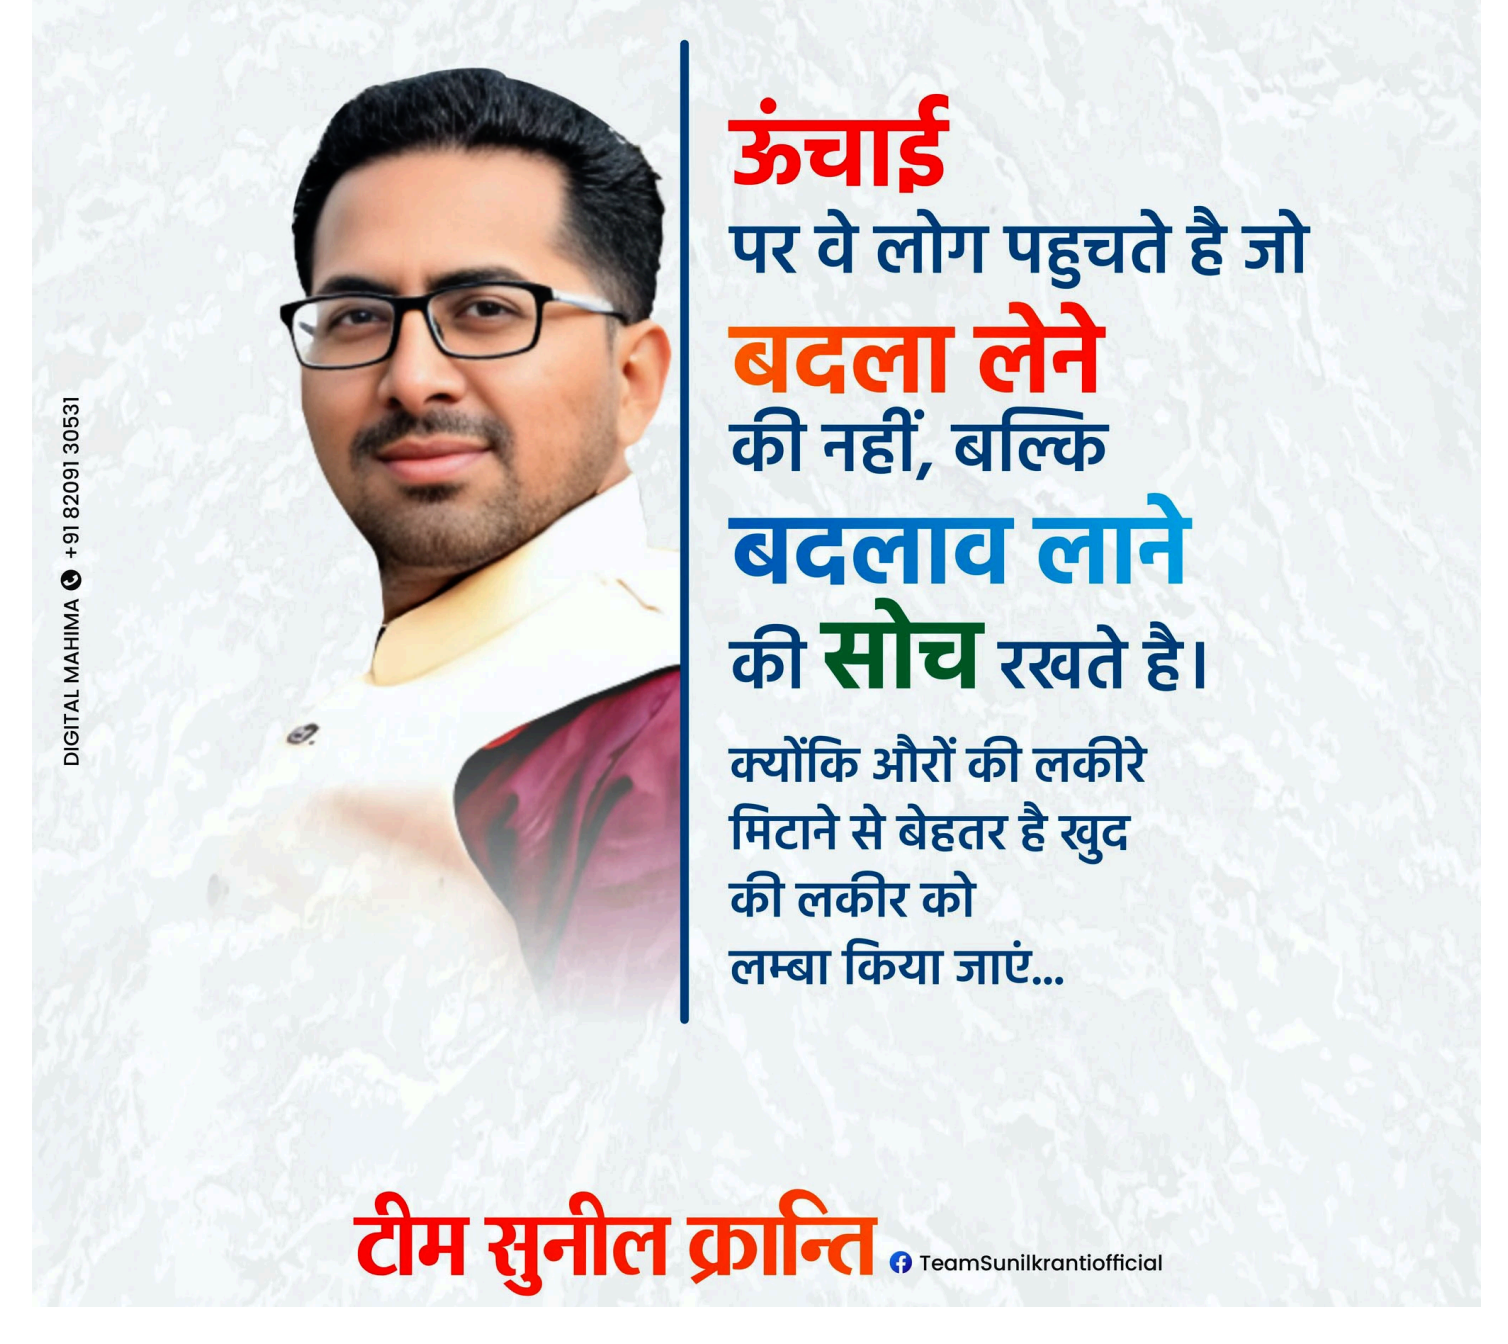 ऊंचाई
पर वे लोग पहुचते है जो
बदला लेने
की नहीं, बल्कि
बदलाव लाने
की सोच रखते है।
क्योंकि औरों की लकीरे
मिटाने से बेहतर है खुद
की लकीर को
लम्बा किया जाएं...
DIGITAL MAHIMA +91 82091 30531
टीम सुनील क्रान्ति TeamSunilkrantiofficial